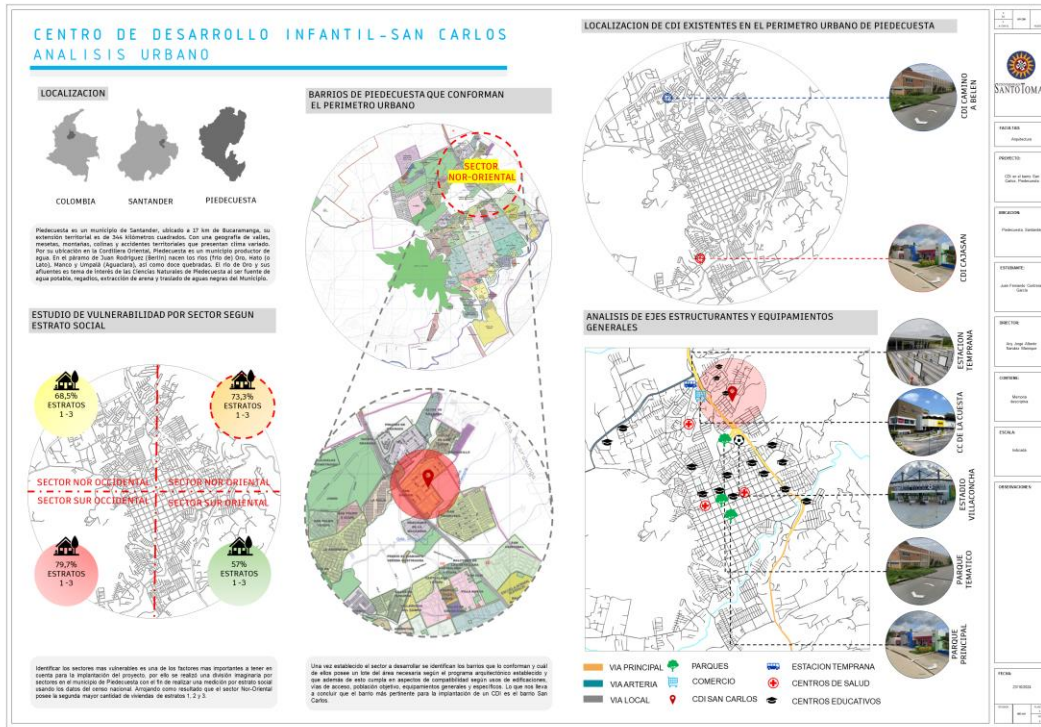 CENTRO DE DESARROLLO INFANTIL-SAN CARLOS
ANALISIS URBANO
LOCALIZACION
COLOMBIA
SANTANDER
PIEDECUESTA
Piedecuesta es un municipio de Santander, ubicado a 17 km de Bucaramanga, su
extensión territorial es de 344 kilómetros cuadrados. Con una geografía de valles,
mesetas, montañas, colinas y accidentes territoriales que presentan clima variado.
Por su ubicación en la Cordillera Oriental, Piedecuesta es un municipio productor de
agua. En el páramo de Juan Rodríguez (Berlín) nacen los ríos (frío de) Oro, Hato (o
Lato), Manco y Umpalá (Aguaclara), así como doce quebradas. El río de Oro y sus
afluentes es tema de interés de las Ciencias Naturales de Piedecuesta al ser fuente de
agua potable, regadíos, extracción de arena y traslado de aguas negras del Municipio.
ESTUDIO DE VULNERABILIDAD POR SECTOR SEGUN
ESTRATO SOCIAL
68,5%
ESTRATOS
1 -3
73,3%
ESTRATOS
1 -3
SECTOR NOR OCCIDENTAL
SECTOR NOR ORIENTAL
SECTOR SUR OCCIDENTAL
SECTOR SUR ORIENTAL
79,7%
ESTRATOS
1 -3
57%
ESTRATOS
1 -3
Identificar los sectores mas vulnerables es una de los factores mas importantes a tener en
cuenta para la implantación del proyecto, por ello se realizó una división imaginaria por
sectores en el municipio de Piedecuesta con el fin de realizar una medición por estrato social
usando los datos del censo nacional. Arrojando como resultado que el sector Nor-Oriental
posee la segunda mayor cantidad de viviendas de estratos 1, 2 y 3.
BARRIOS DE PIEDECUESTA QUE CONFORMAN
EL PERIMETRO URBANO
SECTOR
NOR-ORIENTAL
Una vez establecido el sector a desarrollar se identifican los barrios que lo conforman y cuál
de ellos posee un lote del área necesaria según el programa arquitectónico establecido y
que además de esto cumpla en aspectos de compatibilidad según usos de edificaciones,
vías de acceso, población objetivo, equipamientos generales y específicos. Lo que nos lleva
a concluir que el barrio más pertinente para la implantación de un CDI es el barrio San
Carlos.
LOCALIZACION DE CDI EXISTENTES EN EL PERIMETRO URBANO DE PIEDECUESTA
CDI CAMINO
A BELEN
CDI CAJASAN
ANALISIS DE EJES ESTRUCTURANTES Y EQUIPAMIENTOS
GENERALES
ESTACION
TEMPRANA
CC DE LA CUESTA
ESTADIO
VILLACONCHA
PARQUE
TEMATICO
PARQUE
PRINCIPAL
VIA PRINCIPAL
PARQUES
ESTACION TEMPRANA
VIA ARTERIA
COMERCIO
CENTROS DE SALUD
VIA LOCAL
CDI SAN CARLOS
CENTROS EDUCATIVOS
SANTO TOMA
Arquitectura
PROYECTO:
UBICACION:
ESTUDIANTE:
DIRECTOR:
CONTIENE:
Memoria
ESCALA:
OBSERVACIONES:
FECHA: